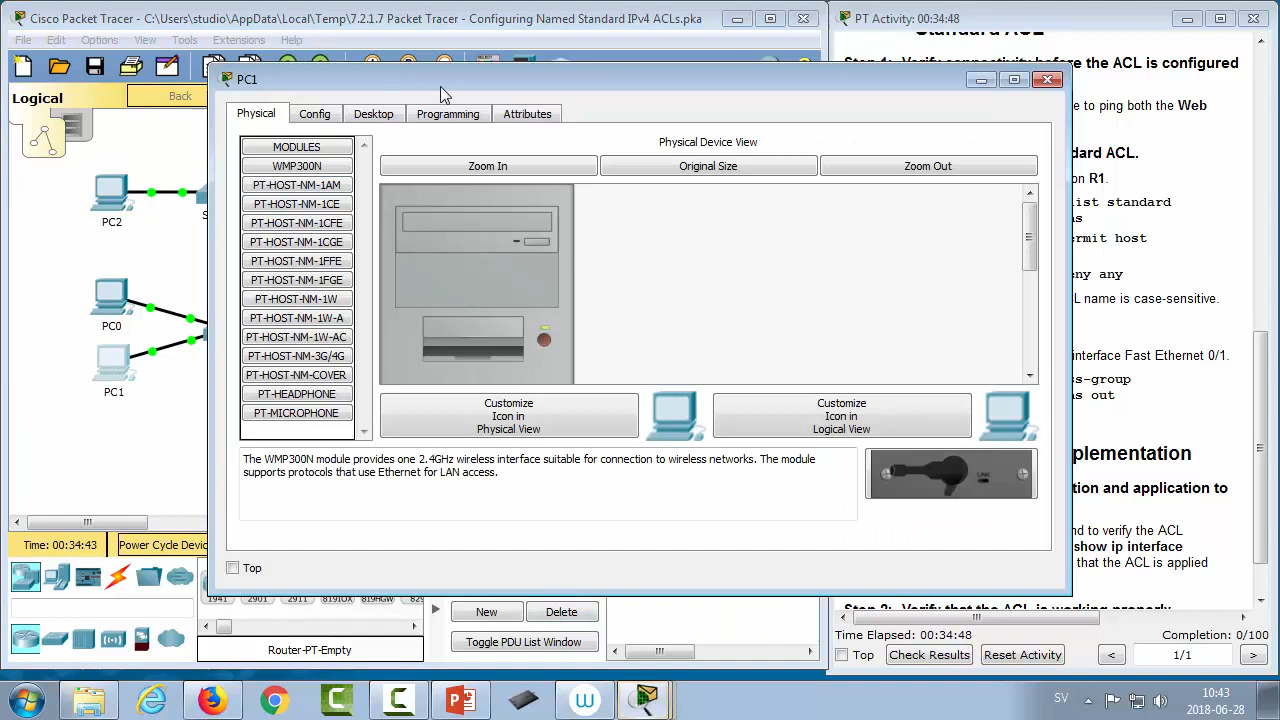 Cisco Packet Tracer - C:\Users\studio\AppData\Local\Temp\7.2.1.7 Packet Tracer - Configuring Named Standard IPv4 ACLs.pka
File Edit Options View Tools Extensions Help
Logical
Back
PC2
PC0
PC1
Time: 00:34:43
Power Cycle Devic
PC1
Physical
Config
Desktop
Programming
Attributes
MODULES
WMP300N
PT-HOST-NM-1AM
PT-HOST-NM-1CE
PT-HOST-NM-1CFE
PT-HOST-NM-1CGE
PT-HOST-NM-1FFE
PT-HOST-NM-1FGE
PT-HOST-NM-1W
PT-HOST-NM-1W-A
PT-HOST-NM-1W-AC
PT-HOST-NM-3G/4G
PT-HOST-NM-COVER
PT-HEADPHONE
PT-MICROPHONE
Physical Device View
Zoom In
Original Size
Zoom Out
Customize
Icon in
Physical View
Customize
Icon in
Logical View
The WMP300N module provides one 2.4GHz wireless interface suitable for connection to wireless networks. The module
supports protocols that use Ethernet for LAN access.
Top
1941 2901 2911 819IOX 819HGW 829
Router-PT-Empty
New
Delete
Toggle PDU List Window
PT Activity: 00:34:48
Standard ACL
Step 1: Verify connectivity before the ACL is configured
e to ping both the Web
dard ACL.
on R1.
list standard
ns
rmit host
eny any
L name is case-sensitive.
interface Fast Ethernet 0/1.
ss-group
ns out
plementation
tion and application to
nd to verify the ACL
show ip interface
that the ACL is applied
Step 2: Verify that the ACL is working properly
Time Elapsed: 00:34:48
Completion: 0/100
Top
Check Results
Reset Activity
<
1/1
>
SV
10:43
2018-06-28